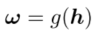 𝝎 = g(𝒉)